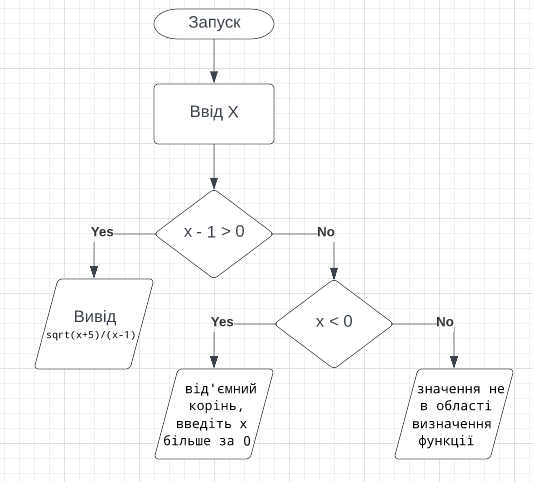 Запуск
Ввід X
x - 1 > 0
Yes
No
Вивід
sqrt(x+5)/(x-1)
x < 0
Yes
No
від'ємний
корінь,
введіть x
більше за 0
значення не
в області
визначення
функції